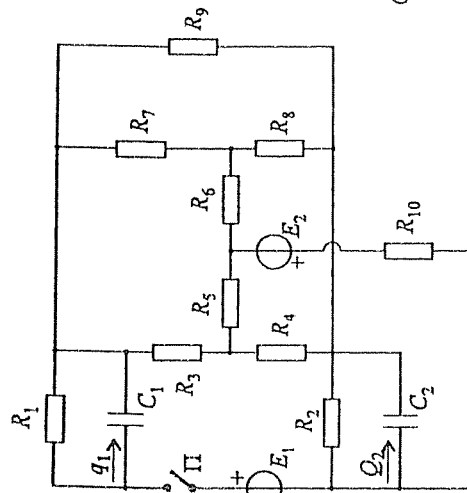 R₉
R₇
R₈
R₆
E₂
+
R₁₀
R₅
R₄
R₃
R₁
C₁
q₁
Π
+
E₁
R₂
C₂
Q₂